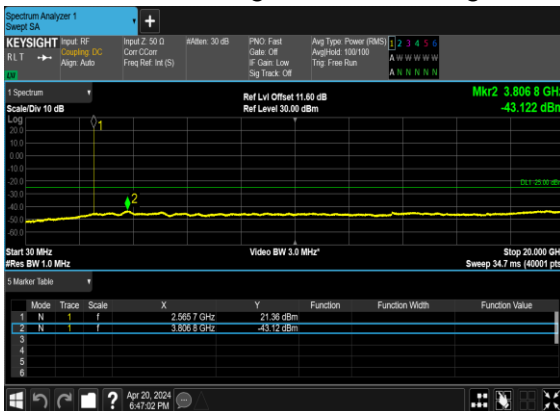 Spectrum Analyzer 1
Swept SA
KEYSIGHT Input: RF Input Z: 50 Ω #Atten: 30 dB PNO: Fast Avg Type: Power (RMS) 1 2 3 4 5 6
RLT Coupling: DC Corr CCorr Gate: Off Avg|Hold: 100/100 A W W W W W
Align: Auto Freq Ref: Int (S) IF Gain: Low Trig: Free Run
LV Sig Track: Off A N N N N N
1 Spectrum
Scale/Div 10 dB Ref Lvl Offset 11.60 dB Mkr2 3.806 8 GHz
Ref Level 30.00 dBm -43.122 dBm
Log
20.0
10.0
0.00
-10.0
-20.0
-30.0
-40.0
-50.0
-60.0
1
2
DL1 -25.00 dBm
Start 30 MHz Video BW 3.0 MHz* Stop 20.000 GHz
#Res BW 1.0 MHz Sweep 34.7 ms (40001 pts)
5 Marker Table
Mode Trace Scale X Y Function Function Width Function Value
1 N 1 f 2.565 7 GHz 21.36 dBm
2 N 1 f 3.806 8 GHz -43.12 dBm
3
4
5
6
? Apr 20, 2024
6:47:02 PM